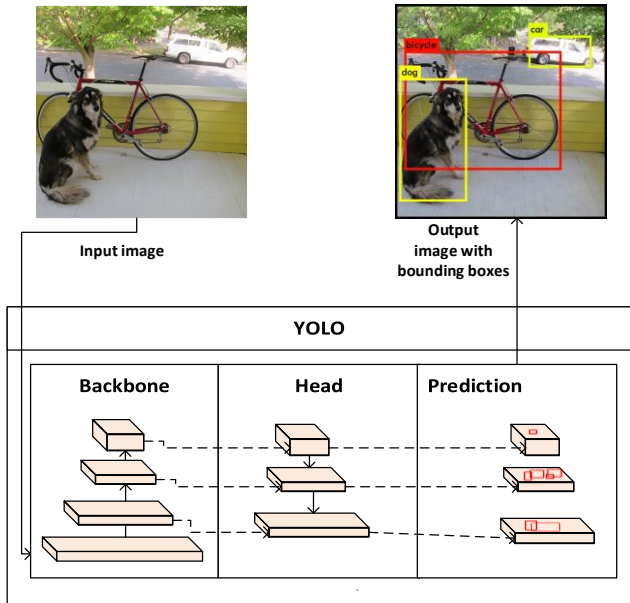 car
bicycle
dog
Input image
Output
image with
bounding boxes
YOLO
Backbone
Head
Prediction